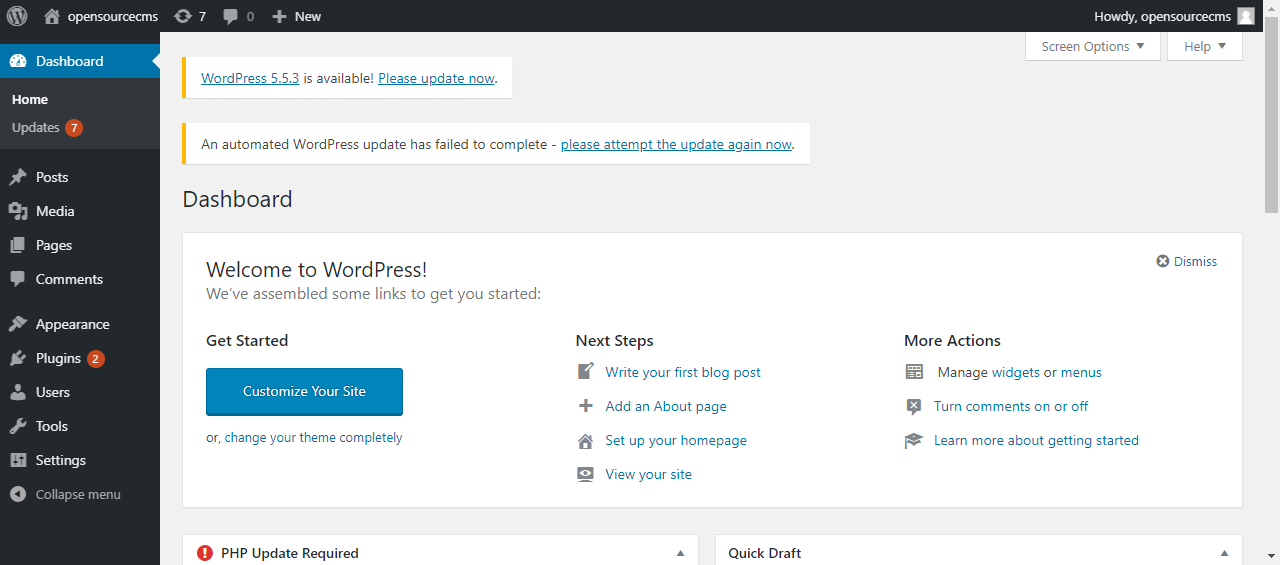 opensourcecms 7 0 New Howdy, opensourcecms
Screen Options Help
Dashboard
Home
Updates 7
Posts
Media
Pages
Comments
Appearance
Plugins 2
Users
Tools
Settings
Collapse menu
WordPress 5.5.3 is available! Please update now.
An automated WordPress update has failed to complete - please attempt the update again now.
Dashboard
Welcome to WordPress!
Dismiss
We've assembled some links to get you started:
Get Started
Customize Your Site
or, change your theme completely
Next Steps
Write your first blog post
Add an About page
Set up your homepage
View your site
More Actions
Manage widgets or menus
Turn comments on or off
Learn more about getting started
PHP Update Required
Quick Draft